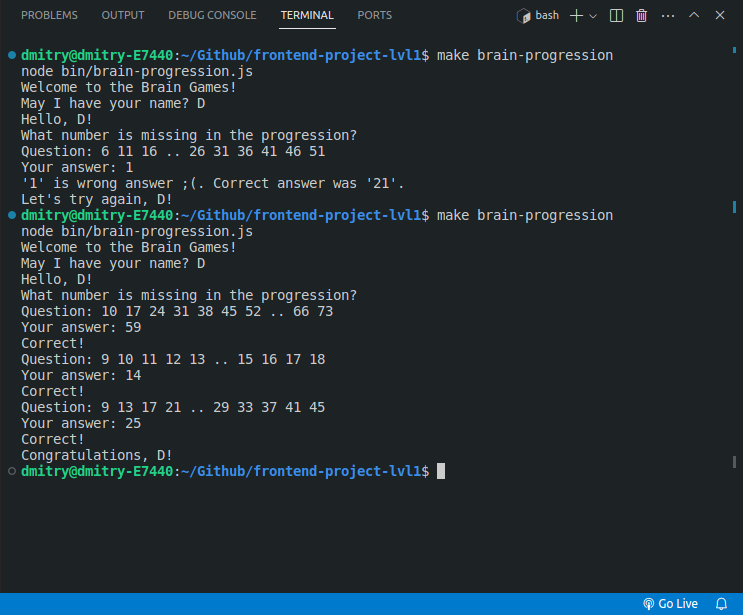 PROBLEMS OUTPUT DEBUG CONSOLE TERMINAL PORTS bash
dmitry@dmitry-E7440:~/Github/frontend-project-lvl1$ make brain-progression
node bin/brain-progression.js
Welcome to the Brain Games!
May I have your name? D
Hello, D!
What number is missing in the progression?
Question: 6 11 16 .. 26 31 36 41 46 51
Your answer: 1
'1' is wrong answer ;(. Correct answer was '21'.
Let's try again, D!
dmitry@dmitry-E7440:~/Github/frontend-project-lvl1$ make brain-progression
node bin/brain-progression.js
Welcome to the Brain Games!
May I have your name? D
Hello, D!
What number is missing in the progression?
Question: 10 17 24 31 38 45 52 .. 66 73
Your answer: 59
Correct!
Question: 9 10 11 12 13 .. 15 16 17 18
Your answer: 14
Correct!
Question: 9 13 17 21 .. 29 33 37 41 45
Your answer: 25
Correct!
Congratulations, D!
dmitry@dmitry-E7440:~/Github/frontend-project-lvl1$
Go Live